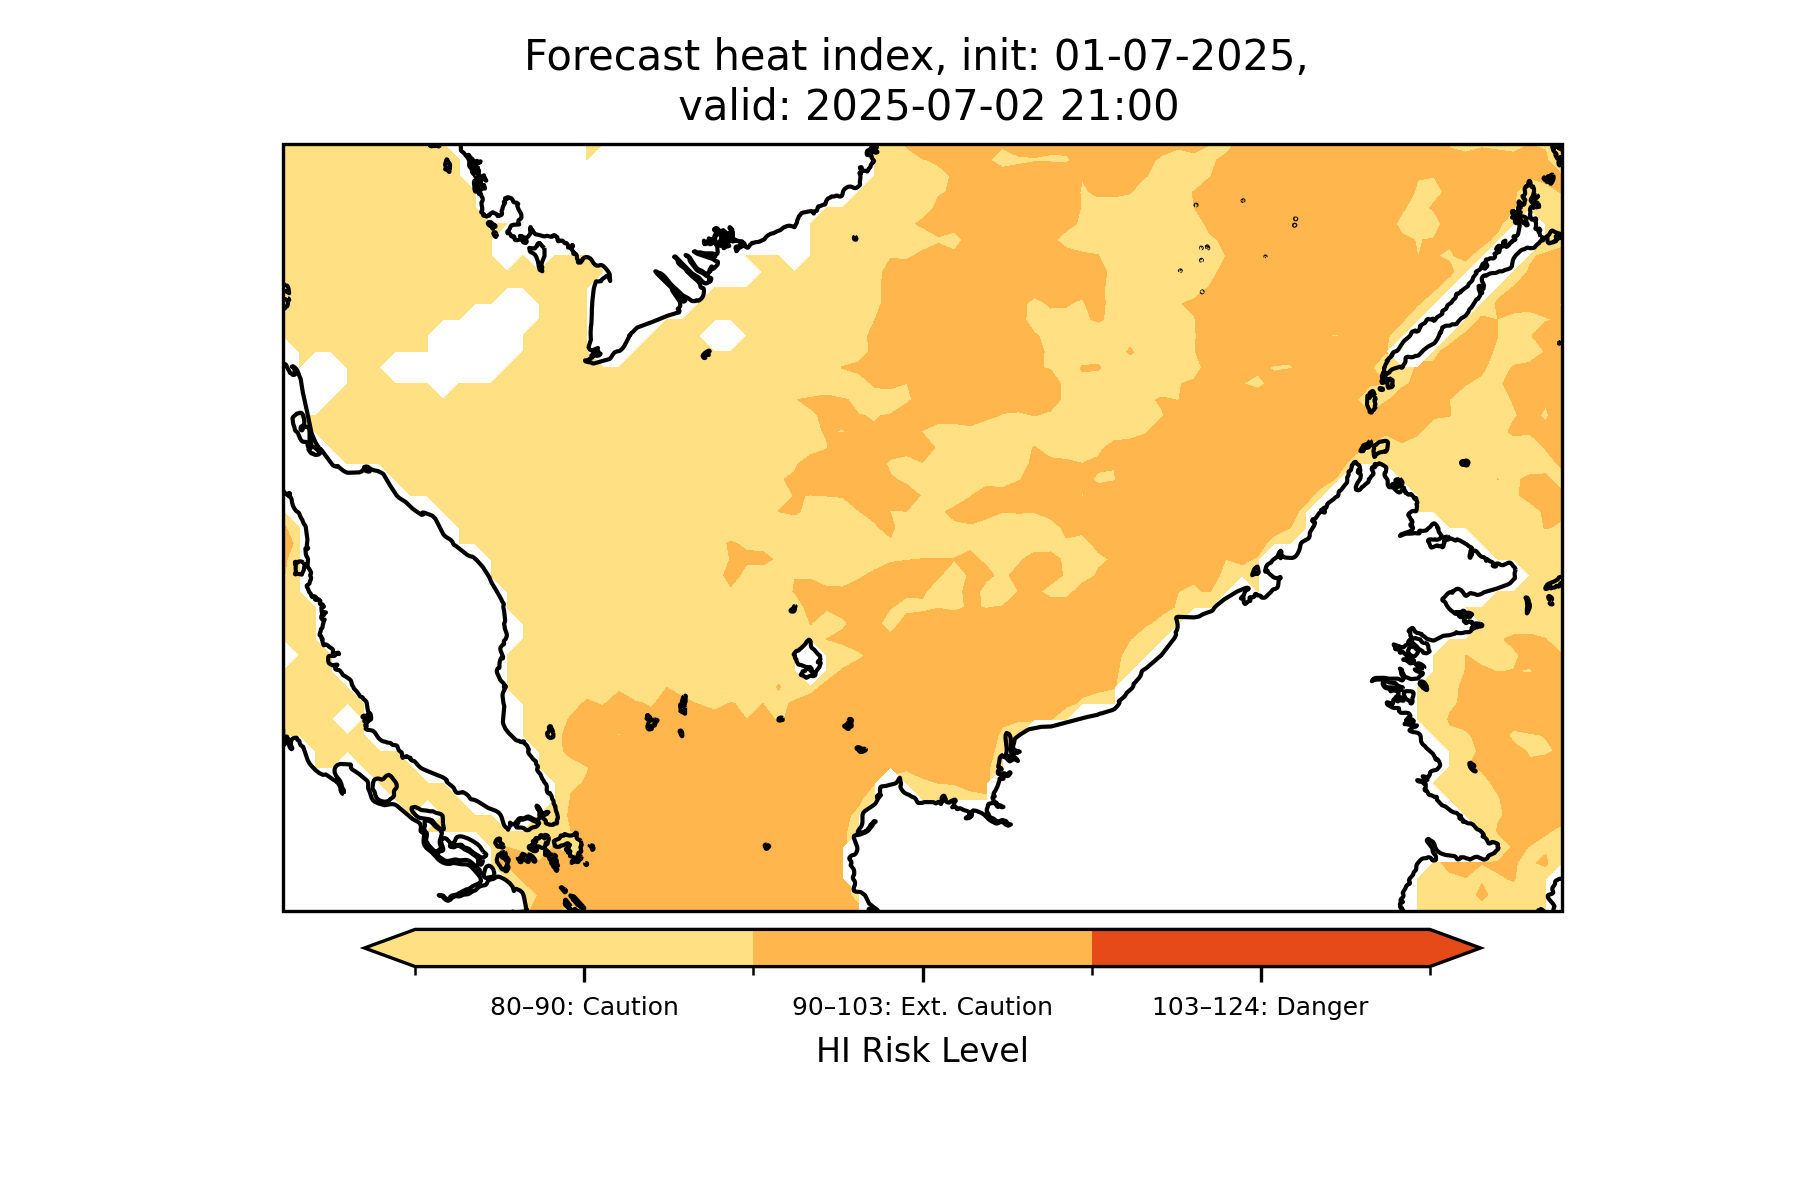 Forecast heat index, init: 01-07-2025,
valid: 2025-07-02 21:00
80–90: Caution
90–103: Ext. Caution
103–124: Danger
HI Risk Level